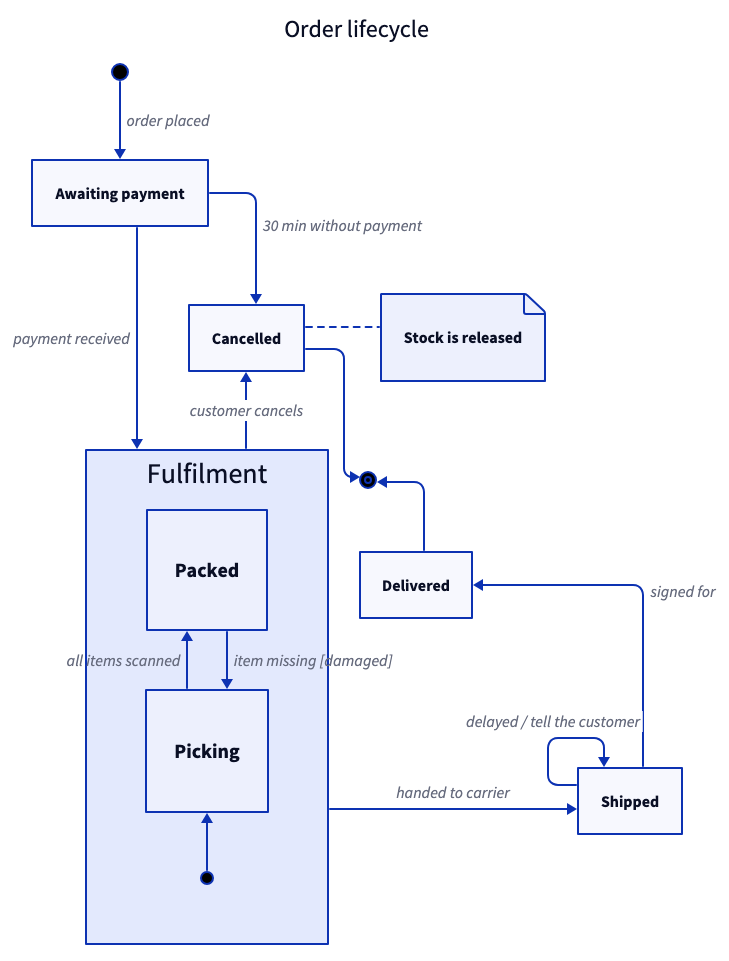 Order lifecycle
order placed
Awaiting payment
30 min without payment
payment received
Cancelled
Stock is released
customer cancels
Fulfilment
Packed
Delivered
signed for
all items scanned
item missing [damaged]
delayed / tell the customer
Picking
handed to carrier
Shipped